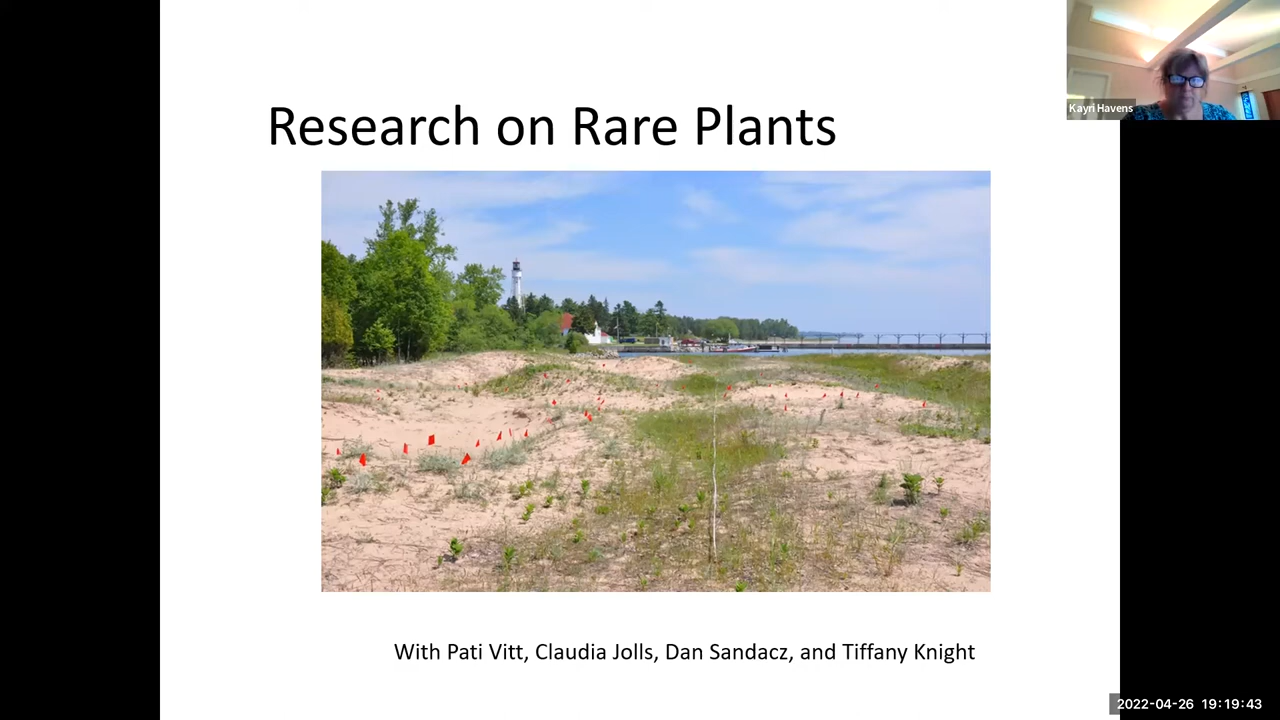 Research on Rare Plants
Kayri Havens
With Pati Vitt, Claudia Jolls, Dan Sandacz, and Tiffany Knight
2022-04-26 19:19:43